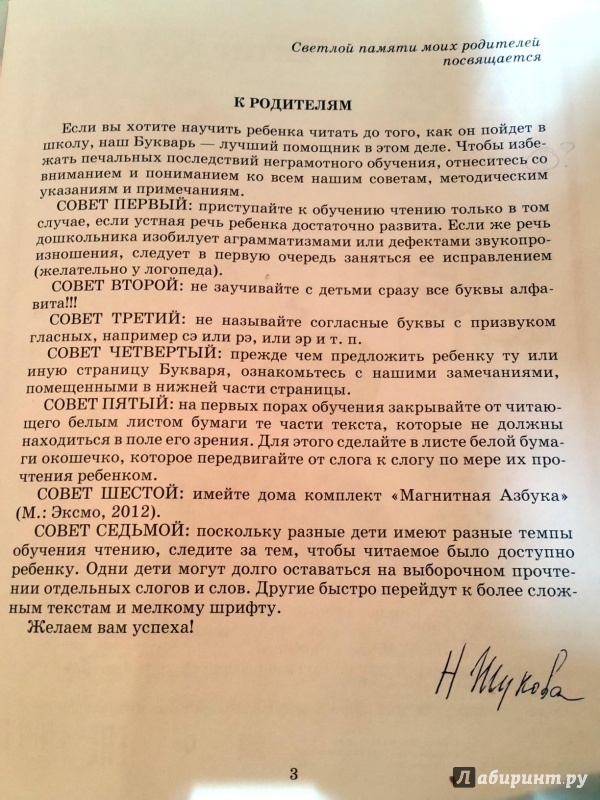 Светлой памяти моих родителей
посвящается
К РОДИТЕЛЯМ
Если вы хотите научить ребенка читать до того, как он пойдет в
школу, наш Букварь — лучший помощник в этом деле. Чтобы избе-
жать печальных последствий неграмотного обучения, отнеситесь со
вниманием и пониманием ко всем нашим советам, методическим
указаниям и примечаниям.
СОВЕТ ПЕРВЫЙ: приступайте к обучению чтению только в том
случае, если устная речь ребенка достаточно развита. Если же речь
дошкольника изобилует аграмматизмами или дефектами звукопро-
изношения, следует в первую очередь заняться ее исправлением
(желательно у логопеда).
СОВЕТ ВТОРОЙ: не заучивайте с детьми сразу все буквы алфа-
вита!!!
СОВЕТ ТРЕТИЙ: не называйте согласные буквы с призвуком
гласных, например сэ или рэ, или эр и т. п.
СОВЕТ ЧЕТВЕРТЫЙ: прежде чем предложить ребенку ту или
иную страницу Букваря, ознакомьтесь с нашими замечаниями,
помещенными в нижней части страницы.
СОВЕТ ПЯТЫЙ: на первых порах обучения закрывайте от читаю-
щего белым листом бумаги те части текста, которые не должны
находиться в поле его зрения. Для этого сделайте в листе белой бума-
ги окошечко, которое передвигайте от слога к слогу по мере их про-
чтения ребенком.
СОВЕТ ШЕСТОЙ: имейте дома комплект «Магнитная Азбука»
(М.: Эксмо, 2012).
СОВЕТ СЕДЬМОЙ: поскольку разные дети имеют разные темпы
обучения чтению, следите за тем, чтобы читаемое было доступно
ребенку. Одни дети могут долго оставаться на выборочном прочте-
нии отдельных слогов и слов. Другие быстро перейдут к более слож-
ным текстам и мелкому шрифту.
Желаем вам успеха!
Н Жукова
3
Лабиринт.ру